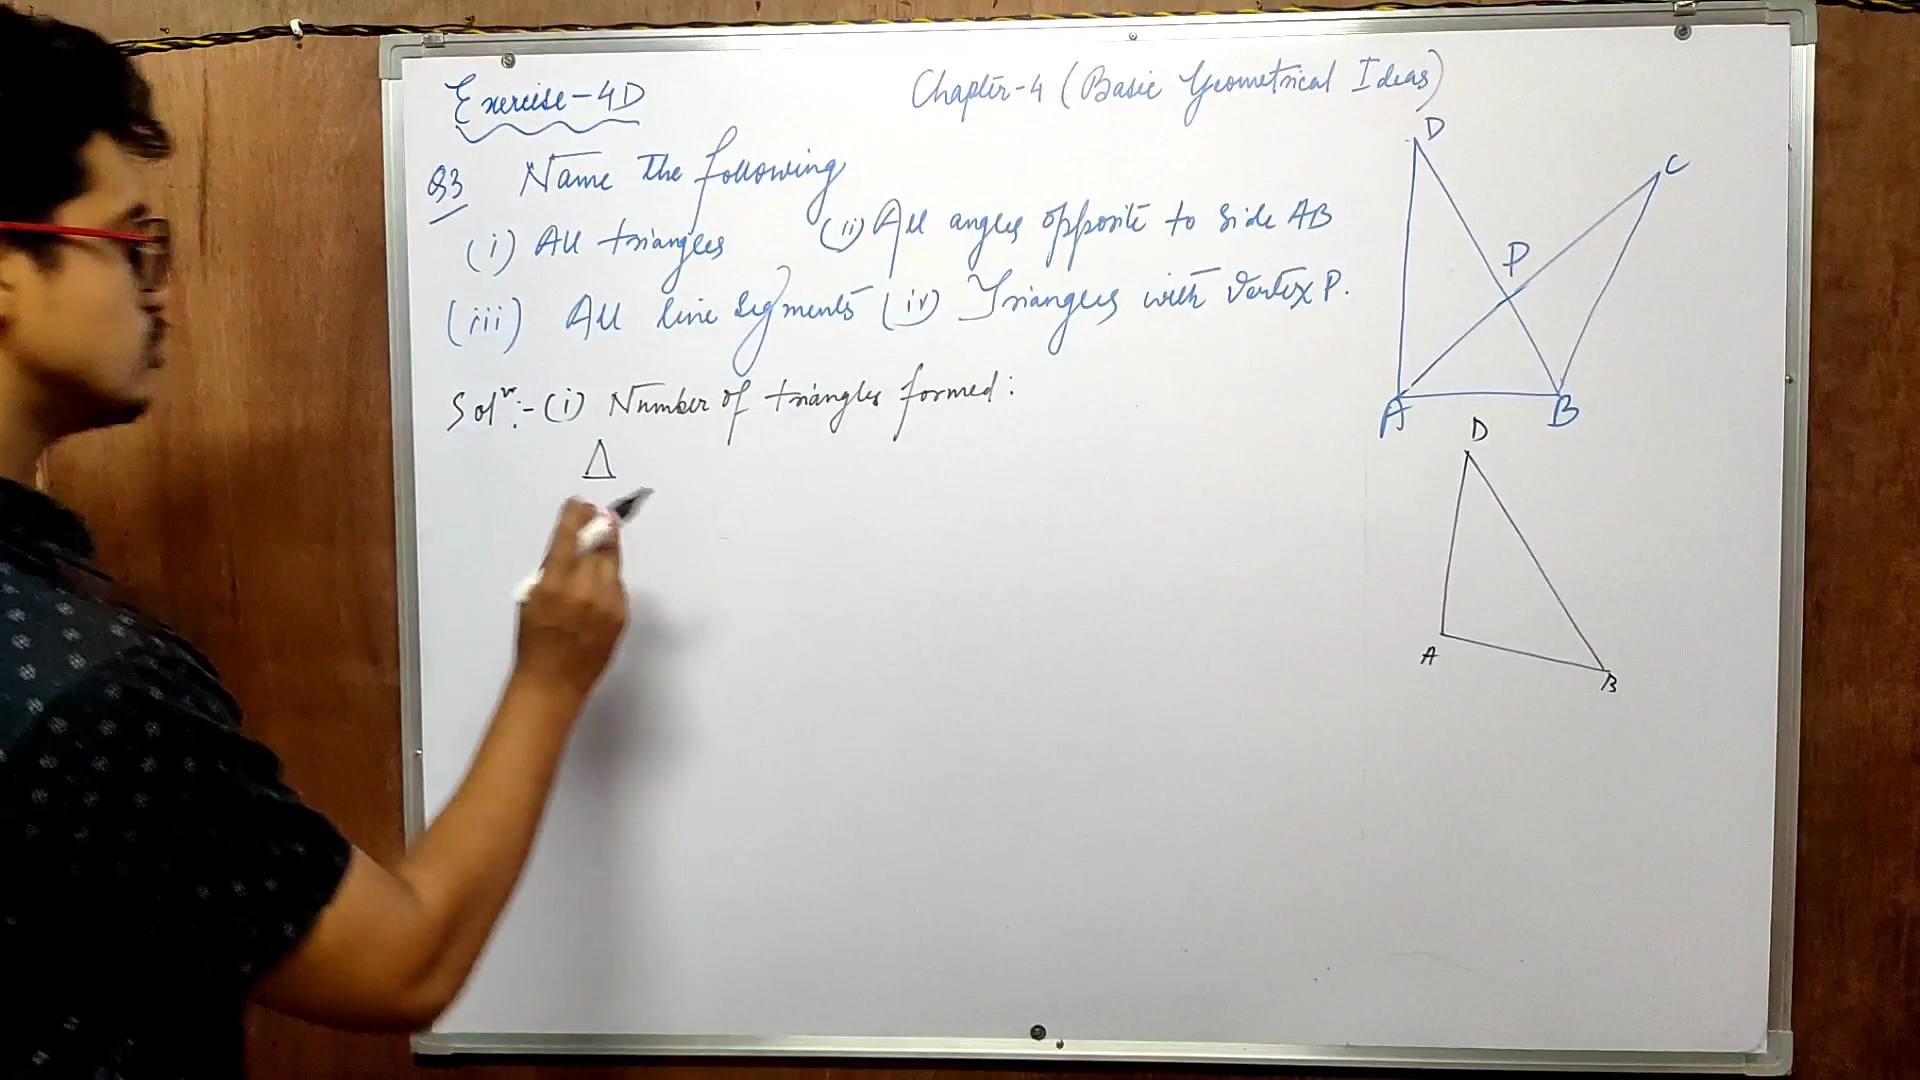 Exercise-4D
Chapter-4 (Basic Geometrical Ideas)
Q3 Name the following
(i) All triangles (ii) All angles opposite to side AB
(iii) All line segments (iv) Triangles with vertex P.
Solⁿ:- (i) Number of triangles formed:
Δ
D
C
P
A B
D
A
B